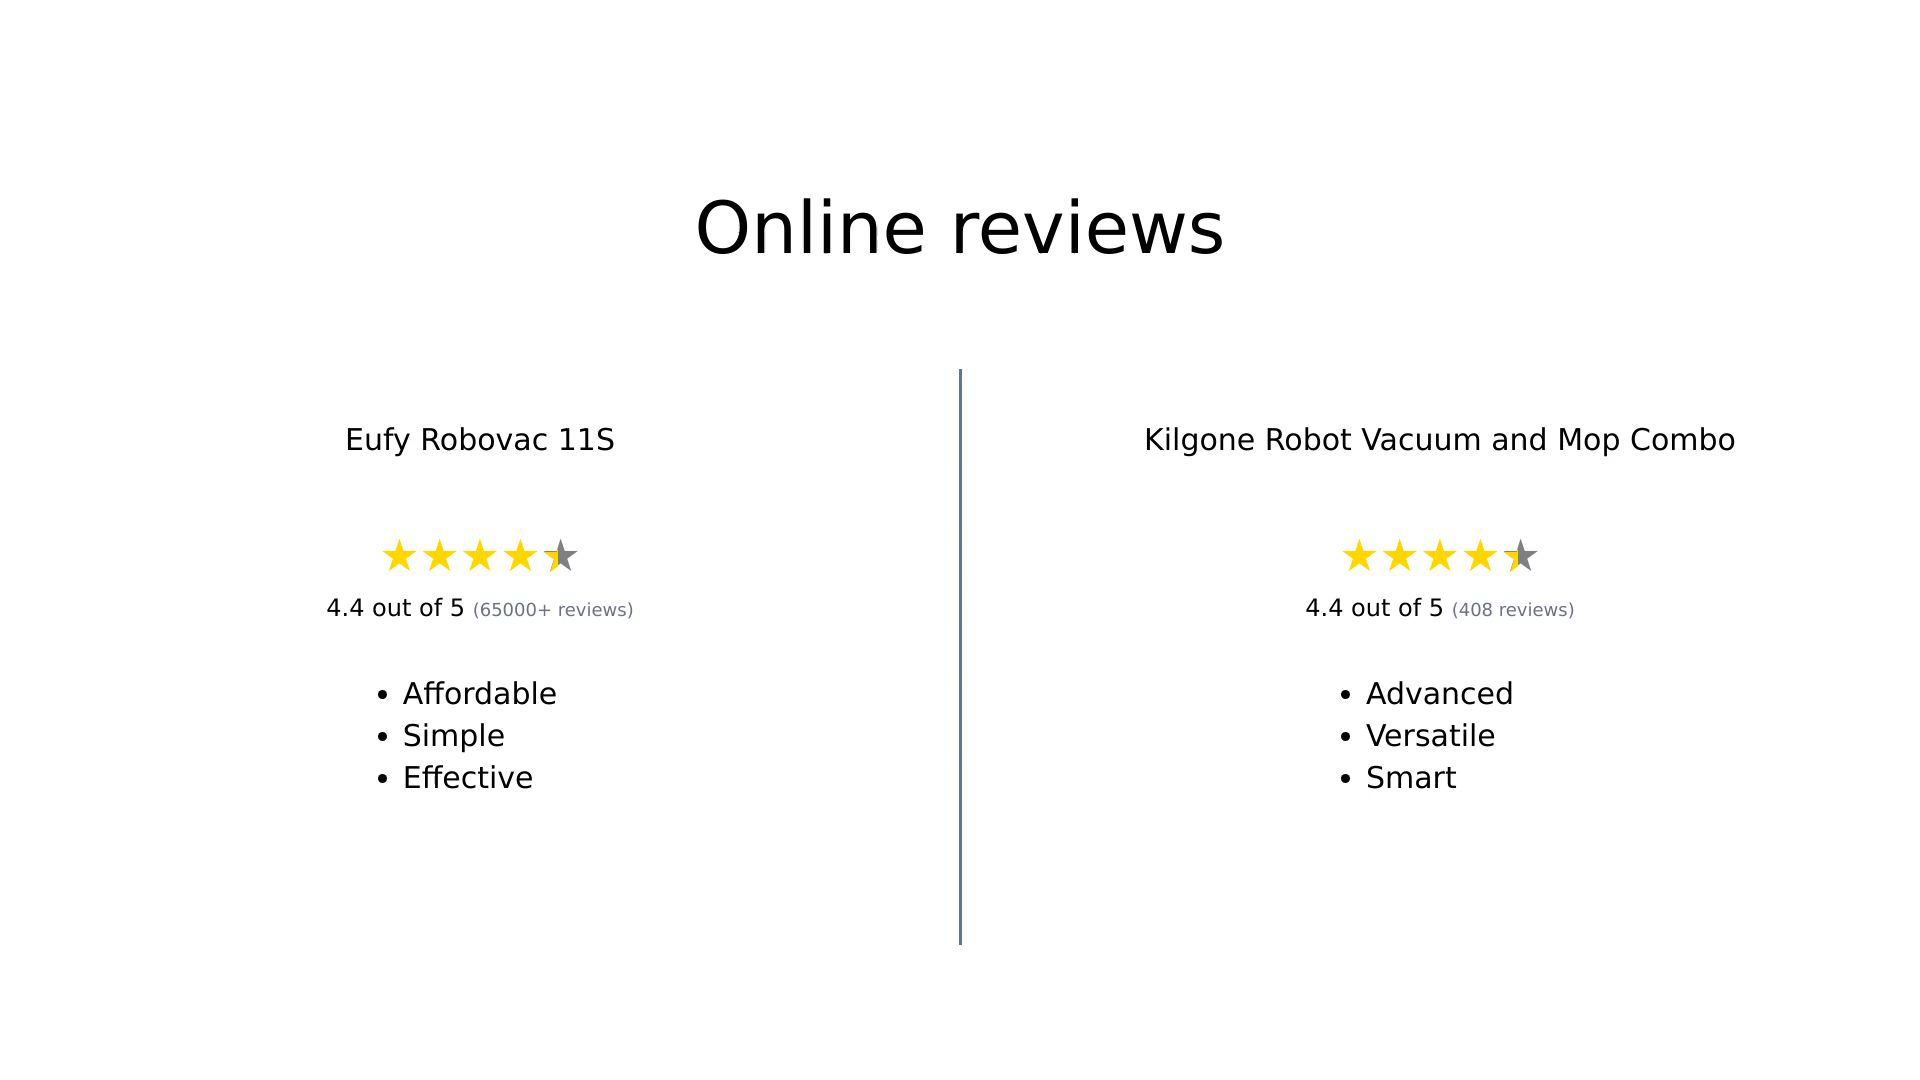 Online reviews
Eufy Robovac 11S
4.4 out of 5 (65000+ reviews)
• Affordable
• Simple
• Effective
Kilgone Robot Vacuum and Mop Combo
4.4 out of 5 (408 reviews)
• Advanced
• Versatile
• Smart